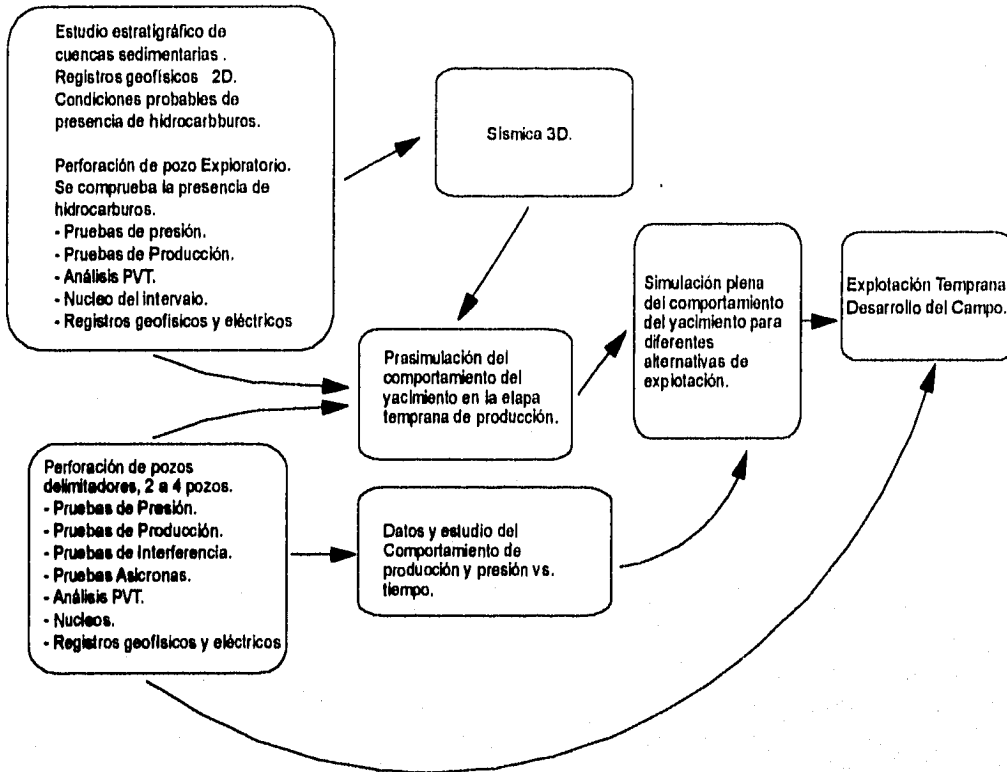 Estudio estratigráfico de
cuencas sedimentarias .
Registros geofísicos 2D.
Condiciones probables de
presencia de hidrocarbburos.
Perforación de pozo Exploratorio.
Se comprueba la presencia de
hidrocarburos.
- Pruebas de presión.
- Pruebas de Producción.
- Análisis PVT.
- Nucleo del intervalo.
- Registros geofísicos y eléctricos
Sísmica 3D.
Prasimulación del
comportamiento del
yacimiento en la etapa
temprana de producción.
Simulación plena
del comportamiento
del yacimiento para
diferentes
alternativas de
explotación.
Explotación Temprana
Desarrollo del Campo.
Perforación de pozos
delimitadores, 2 a 4 pozos.
- Pruebas de Presión.
- Pruebas de Producción.
- Pruebas de Interferencia.
- Pruebas Asicronas.
- Análisis PVT.
- Nucleos.
- Registros geofísicos y eléctricos
Datos y estudio del
Comportamiento de
producción y presión vs.
tiempo.